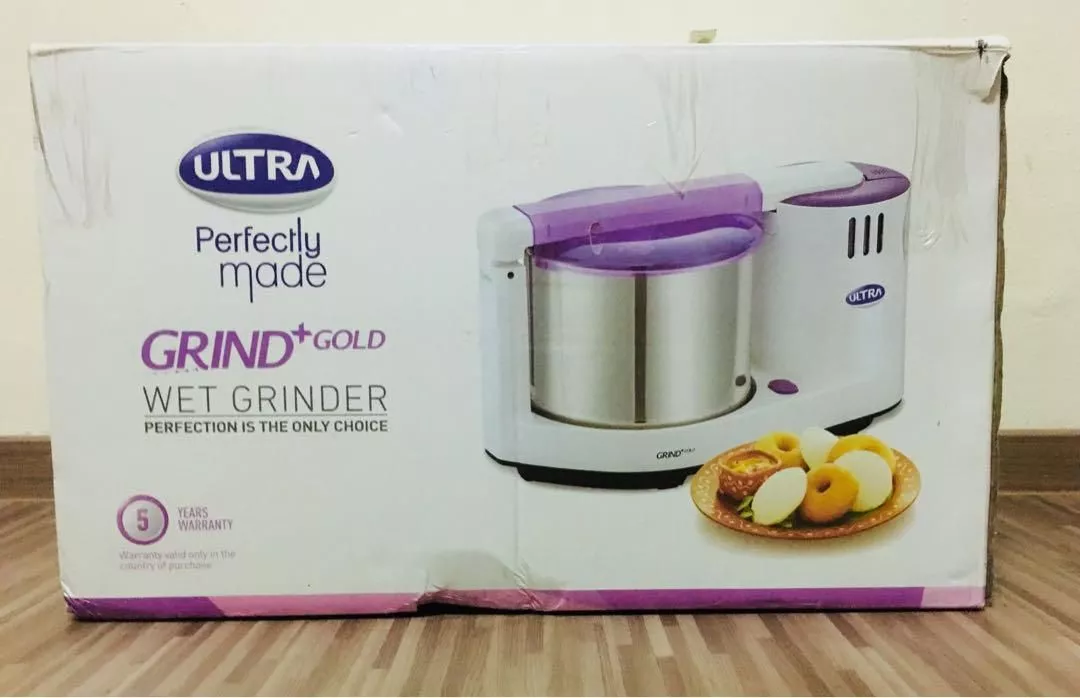 ULTRA
Perfectly
made
GRIND+ GOLD
WET GRINDER
PERFECTION IS THE ONLY CHOICE
5 YEARS
WARRANTY
Warranty valid only in the
country of purchase
ULTRA
GRIND+ GOLD